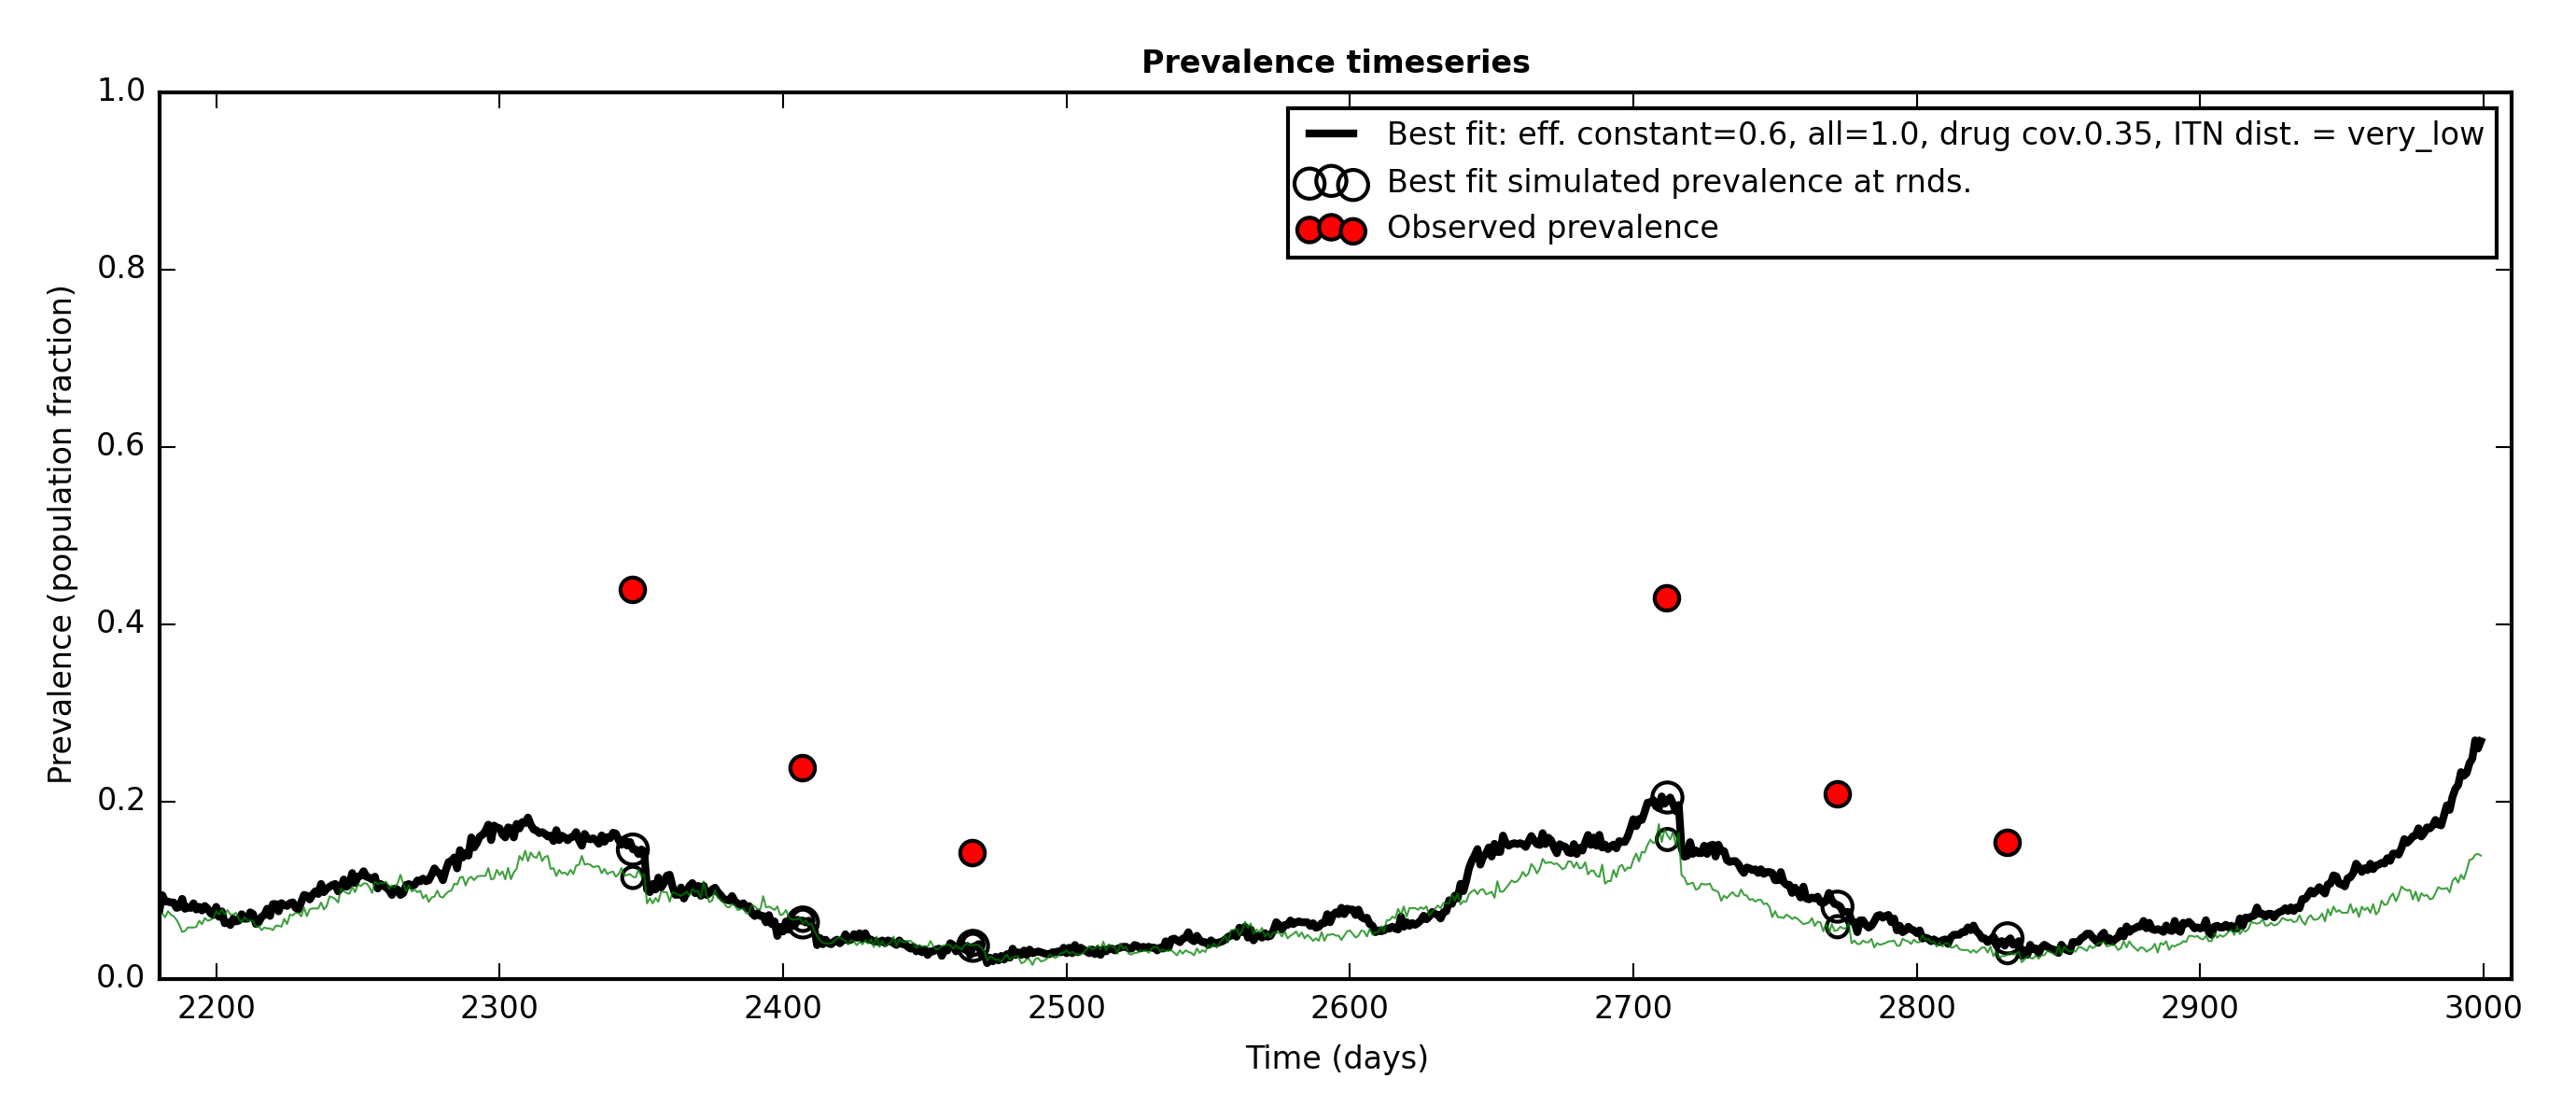 Prevalence timeseries
1.0
0.8
0.6
0.4
0.2
0.0
Prevalence (population fraction)
Best fit: eff. constant=0.6, all=1.0, drug cov.0.35, ITN dist. = very_low
Best fit simulated prevalence at rnds.
Observed prevalence
2200 2300 2400 2500 2600 2700 2800 2900 3000
Time (days)